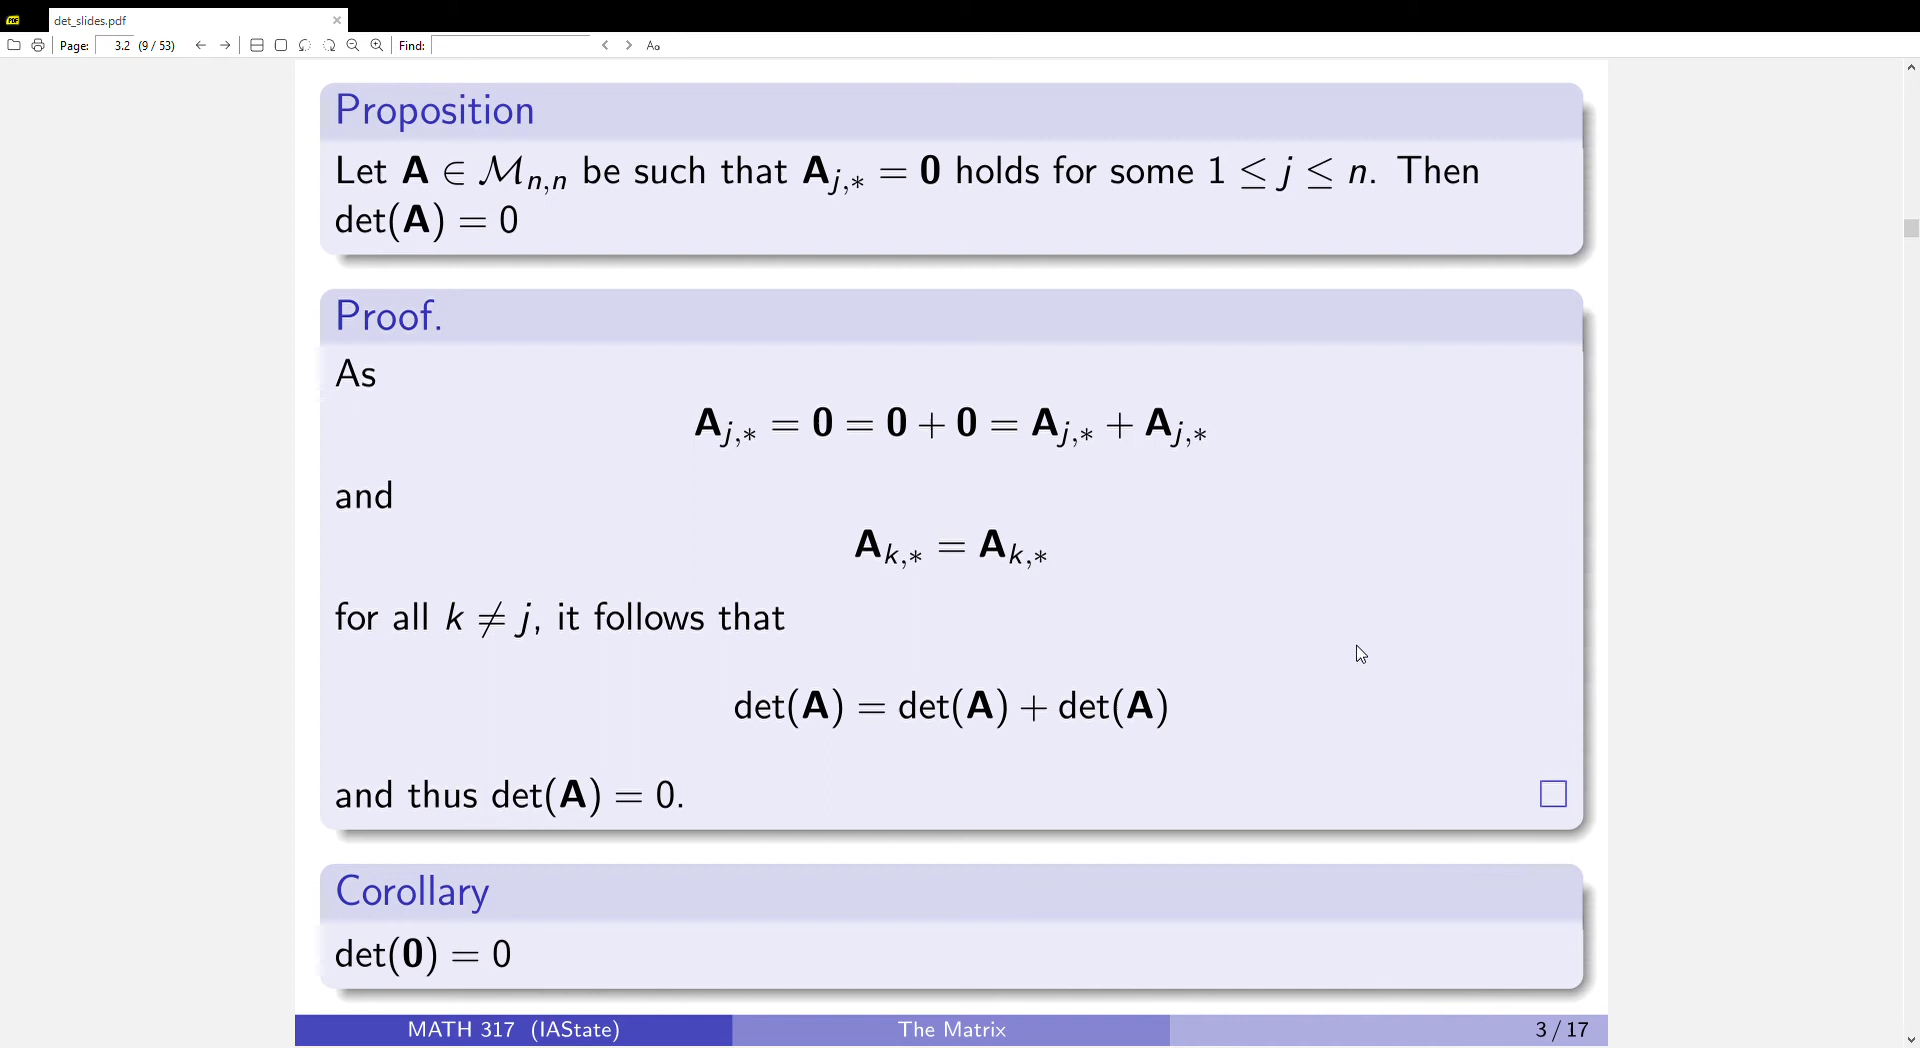 PDF
det_slides.pdf
Page: 3.2 (9 / 53) Find: Aa
Proposition
Let A ∈ ℳn,n be such that Aj,∗ = 0 holds for some 1 ≤ j ≤ n. Then
det(A) = 0
Proof.
As
Aj,∗ = 0 = 0 + 0 = Aj,∗ + Aj,∗
and
Ak,∗ = Ak,∗
for all k ≠ j, it follows that
det(A) = det(A) + det(A)
and thus det(A) = 0.
Corollary
det(0) = 0
MATH 317 (IAState) The Matrix 3 / 17